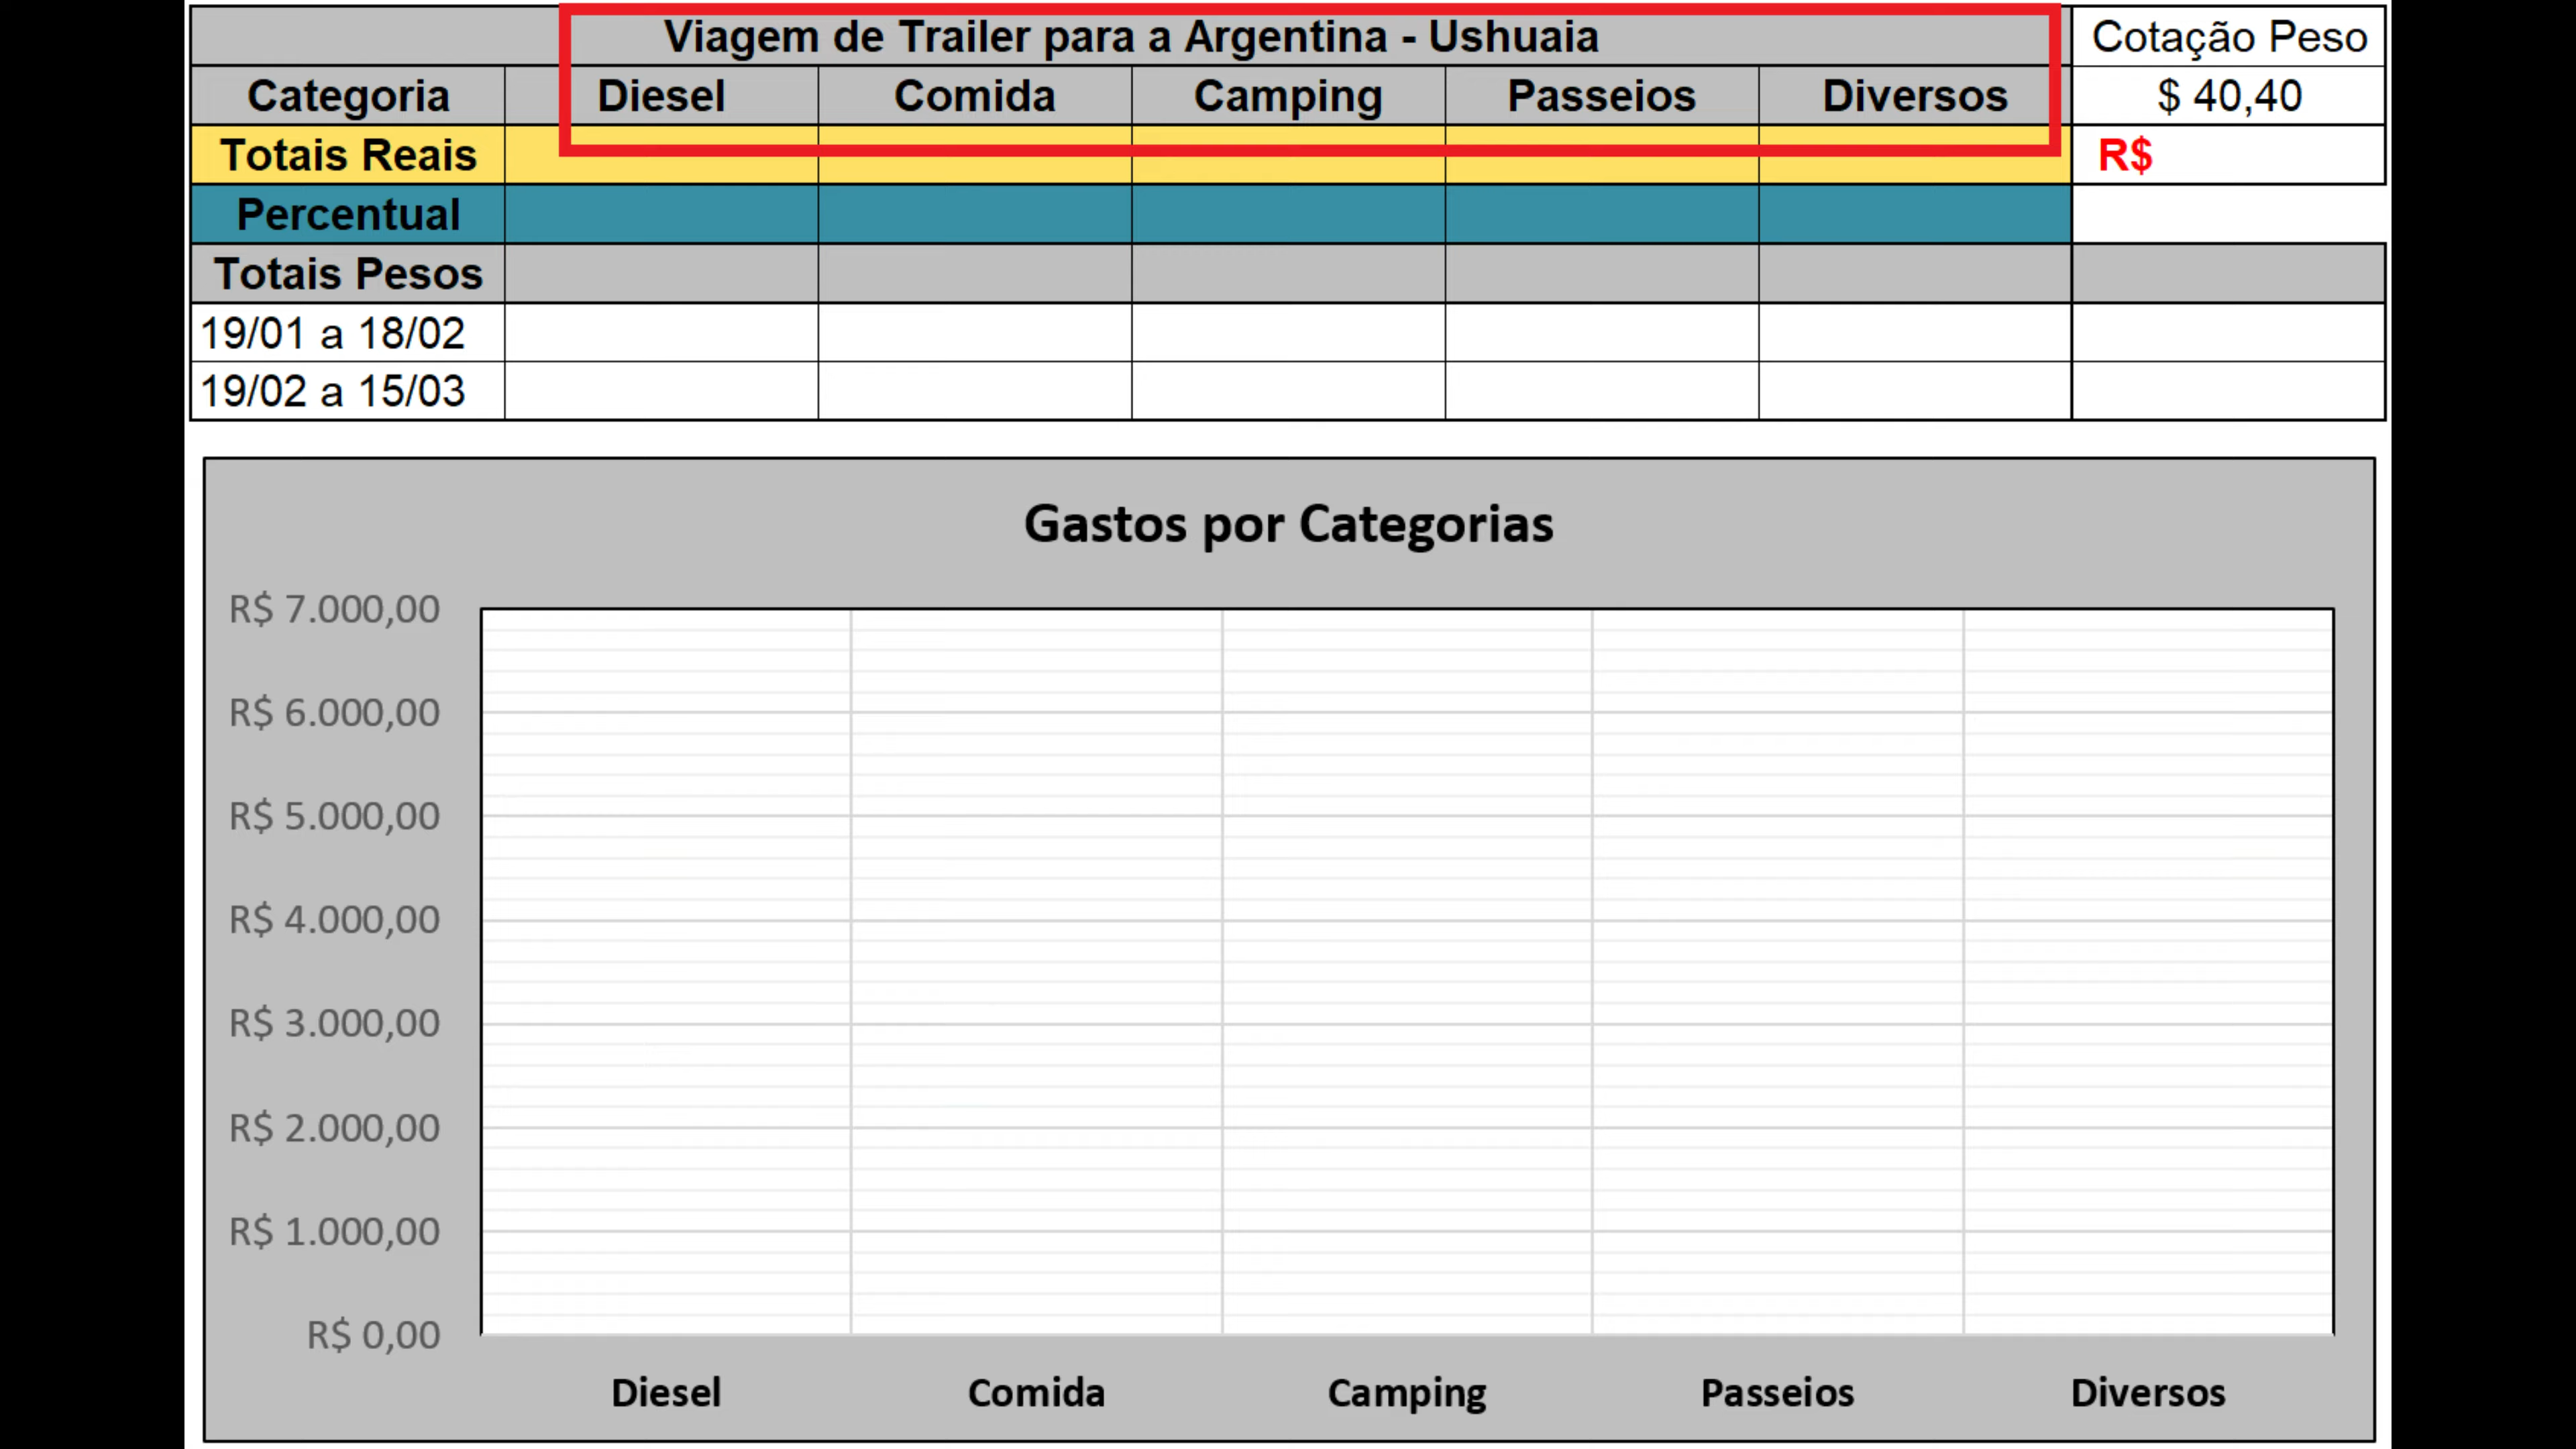 Viagem de Trailer para a Argentina - Ushuaia Cotação Peso
Categoria Diesel Comida Camping Passeios Diversos $ 40,40
Totais Reais R$
Percentual
Totais Pesos
19/01 a 18/02
19/02 a 15/03
Gastos por Categorias
R$ 7.000,00
R$ 6.000,00
R$ 5.000,00
R$ 4.000,00
R$ 3.000,00
R$ 2.000,00
R$ 1.000,00
R$ 0,00
Diesel Comida Camping Passeios Diversos